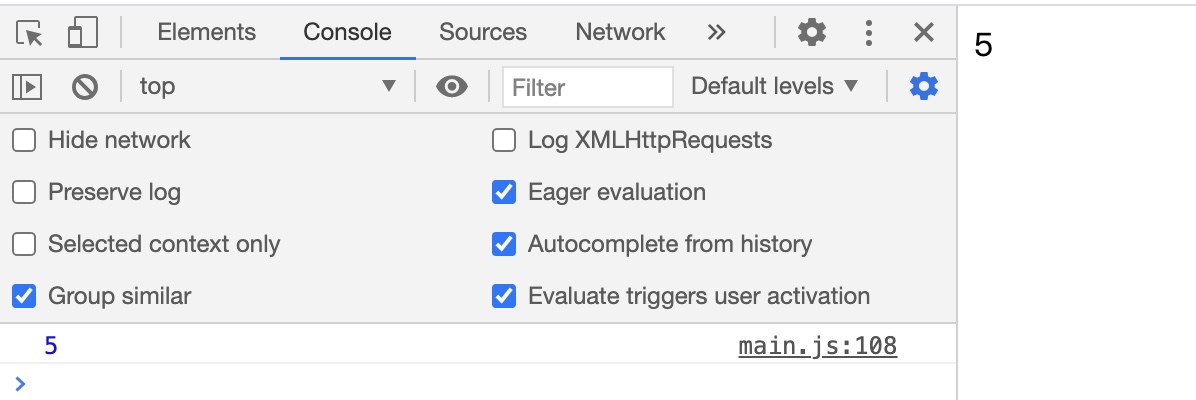 Elements Console Sources Network
5
top Filter Default levels
Hide network Log XMLHttpRequests
Preserve log Eager evaluation
Selected context only Autocomplete from history
Group similar Evaluate triggers user activation
5 main.js:108